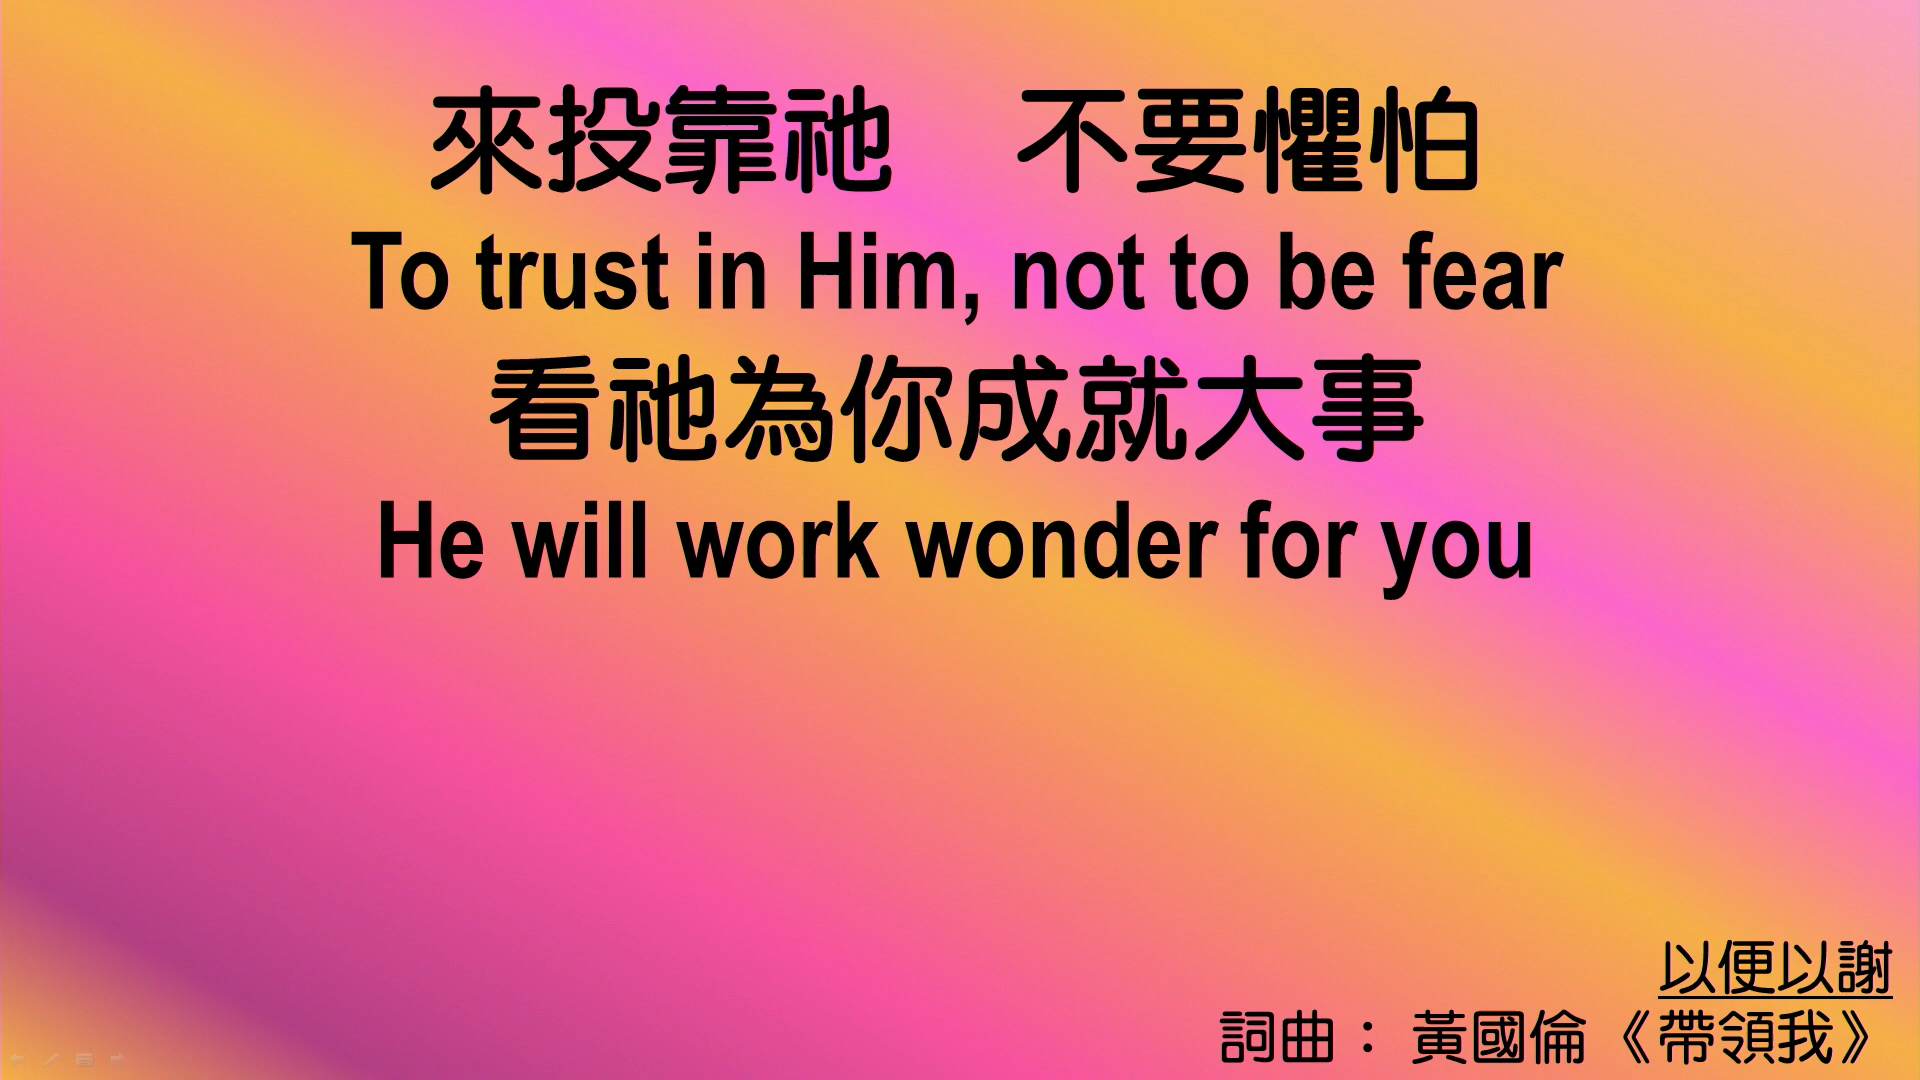 來投靠祂　不要懼怕
To trust in Him, not to be fear
看祂為你成就大事
He will work wonder for you
以便以謝
詞曲：黃國倫《帶領我》